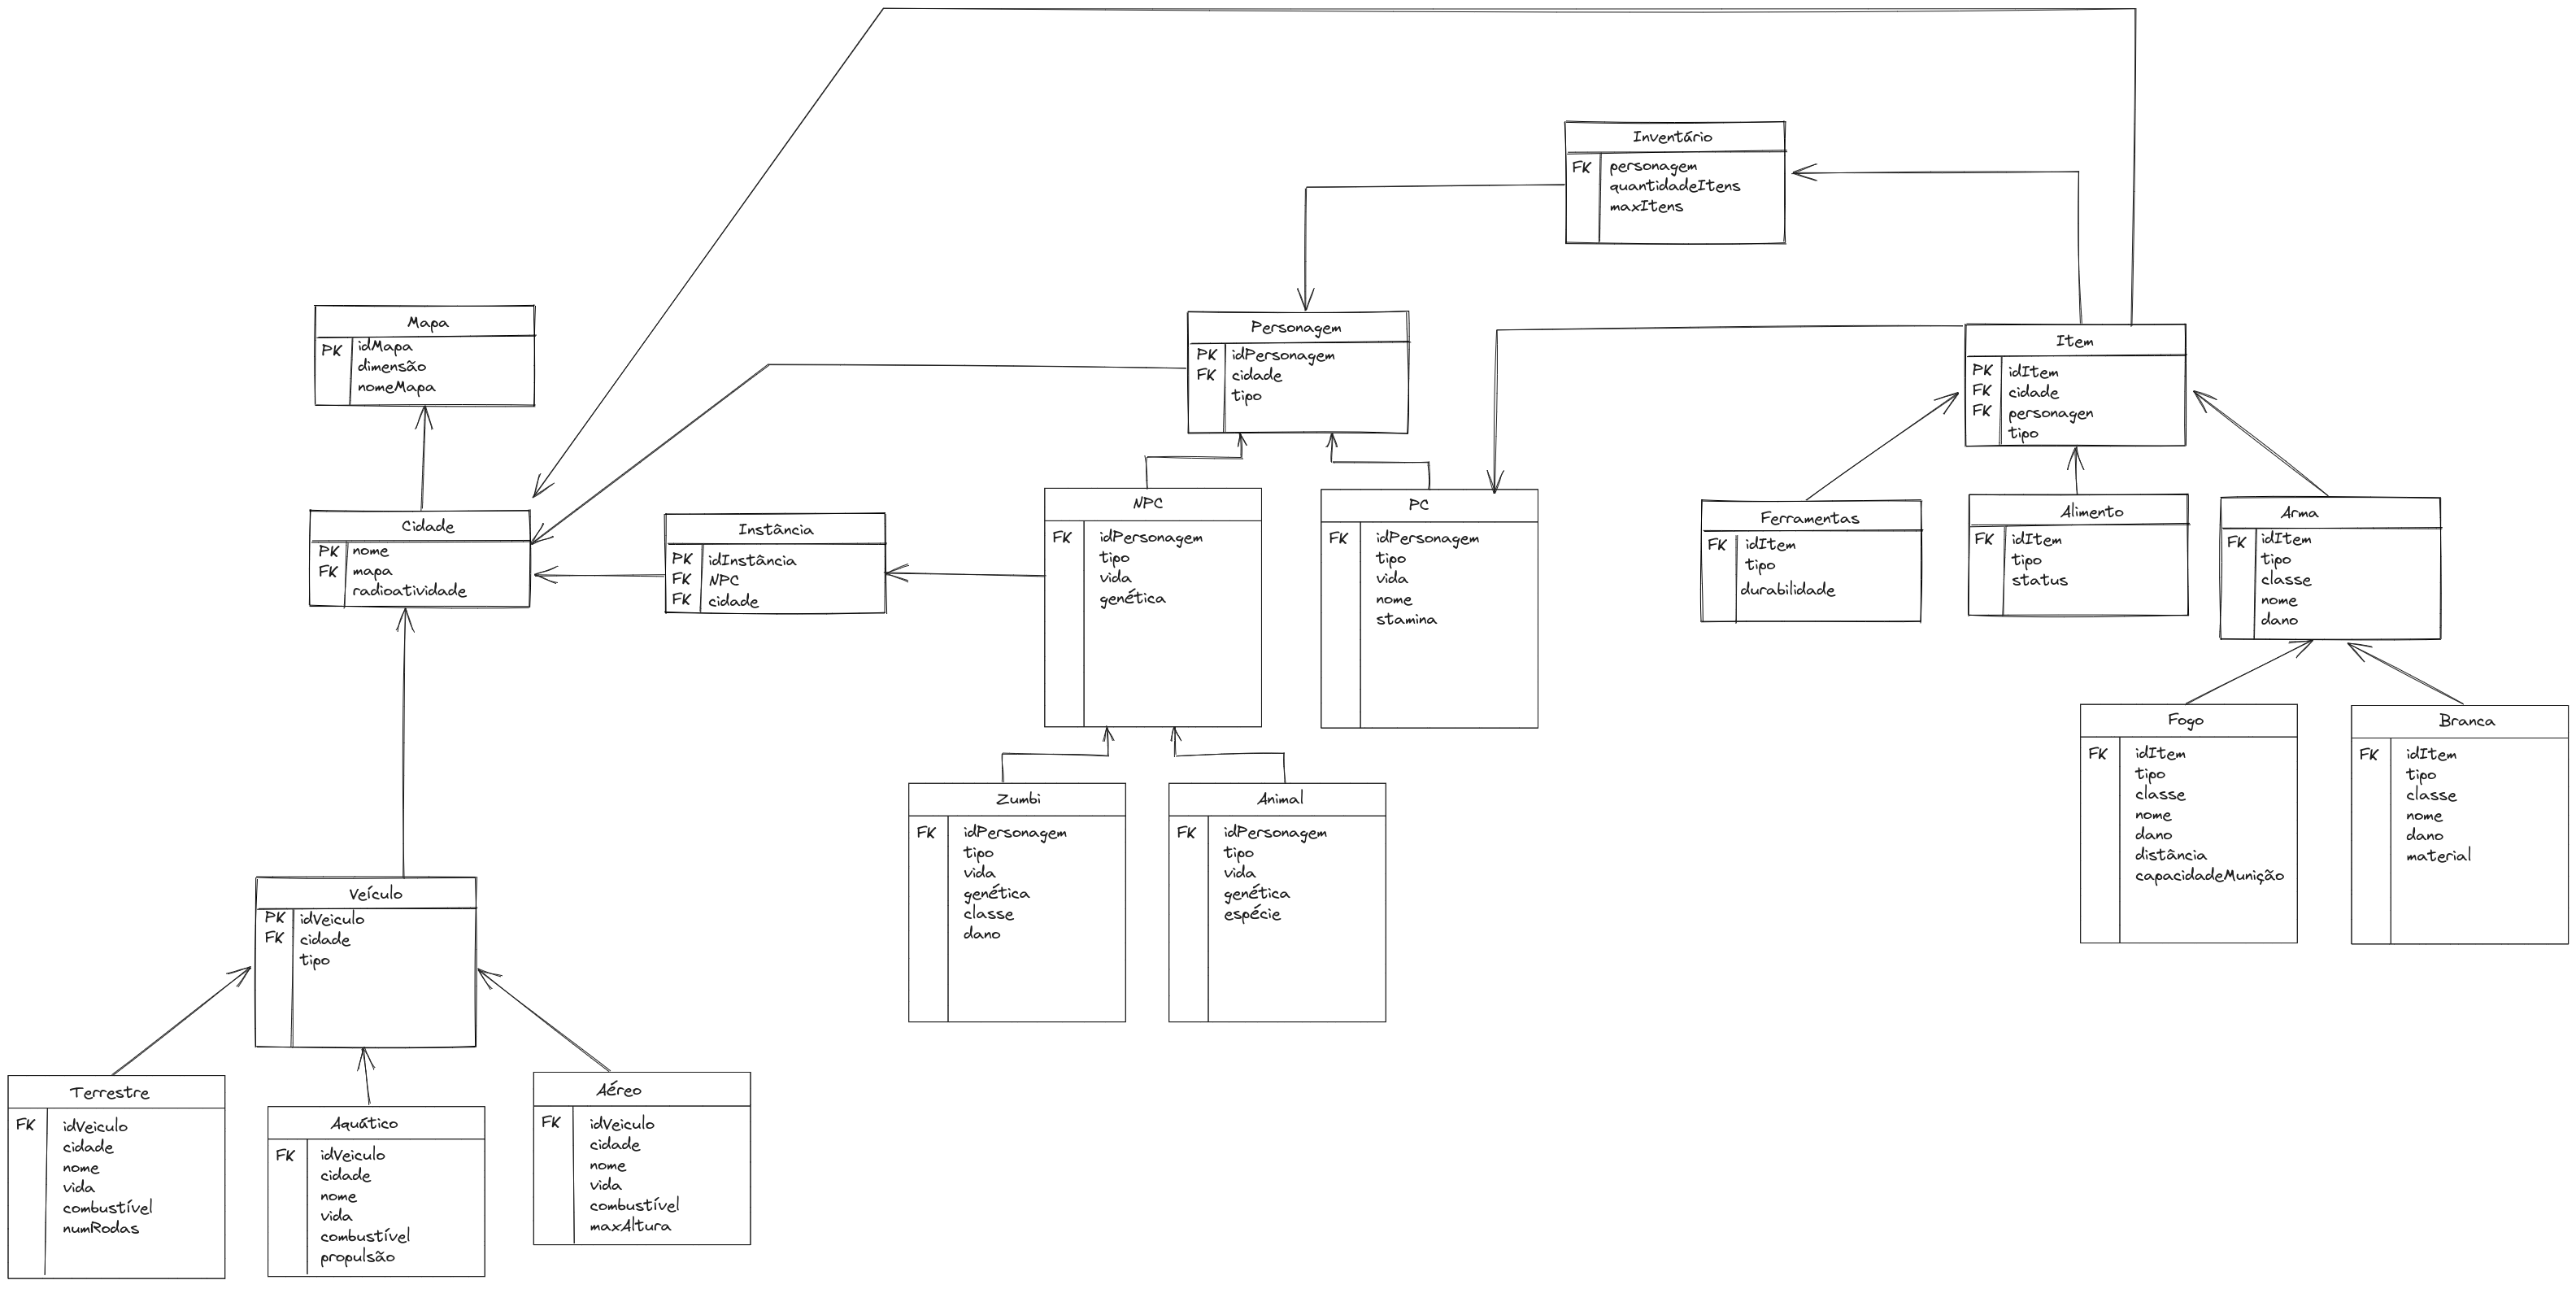 Inventário
FK personagem
quantidadeItens
maxItens
Mapa
PK idMapa
dimensão
nomeMapa
Personagem
PK idPersonagem
FK cidade
tipo
Item
PK idItem
FK cidade
FK personagen
tipo
Cidade
PK nome
FK mapa
radioatividade
Instância
PK idInstância
FK NPC
FK cidade
NPC
FK idPersonagem
tipo
vida
genética
PC
FK idPersonagem
tipo
vida
nome
stamina
Ferramentas
FK idItem
tipo
durabilidade
Alimento
FK idItem
tipo
status
Arma
FK idItem
tipo
classe
nome
dano
Fogo
FK idItem
tipo
classe
nome
dano
distância
capacidadeMunição
Branca
FK idItem
tipo
classe
nome
dano
material
Zumbi
FK idPersonagem
tipo
vida
genética
classe
dano
Animal
FK idPersonagem
tipo
vida
genética
espécie
Veículo
PK idVeiculo
FK cidade
tipo
Terrestre
FK idVeiculo
cidade
nome
vida
combustível
numRodas
Aquático
FK idVeiculo
cidade
nome
vida
combustível
propulsão
Aéreo
FK idVeiculo
cidade
nome
vida
combustível
maxAltura